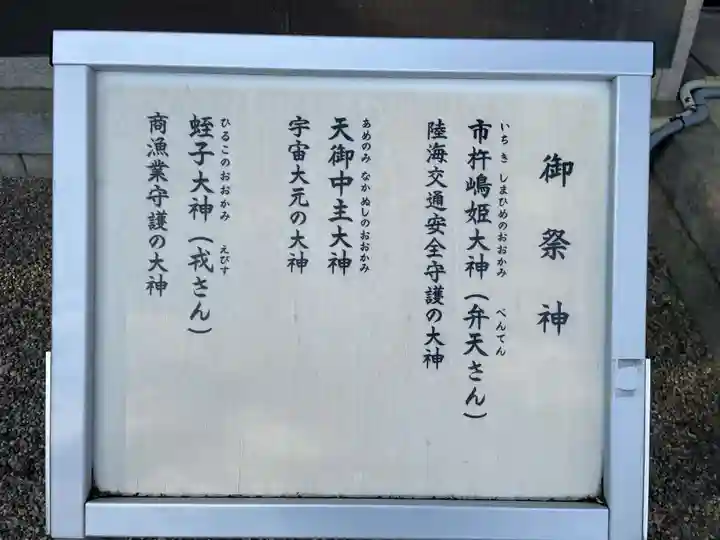 御祭神
いちきしまひめのおおかみ べんてん
市杵嶋姫大神（弁天さん）
陸海交通安全守護の大神
あめのみなかぬしのおおかみ
天御中主大神
宇宙大元の大神
ひるこのおおかみ えびす
蛭子大神（戎さん）
商漁業守護の大神